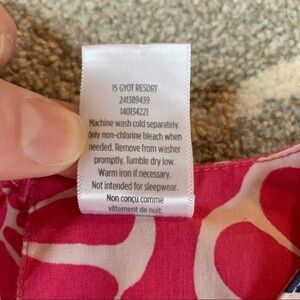 15 GYOT RESORT
241389439
140134221
Machine wash cold separately.
Only non-chlorine bleach when
needed. Remove from washer
promptly. Tumble dry low.
Warm iron if necessary.
Not intended for sleepwear.
Non conçu comme
vêtement de nuit.